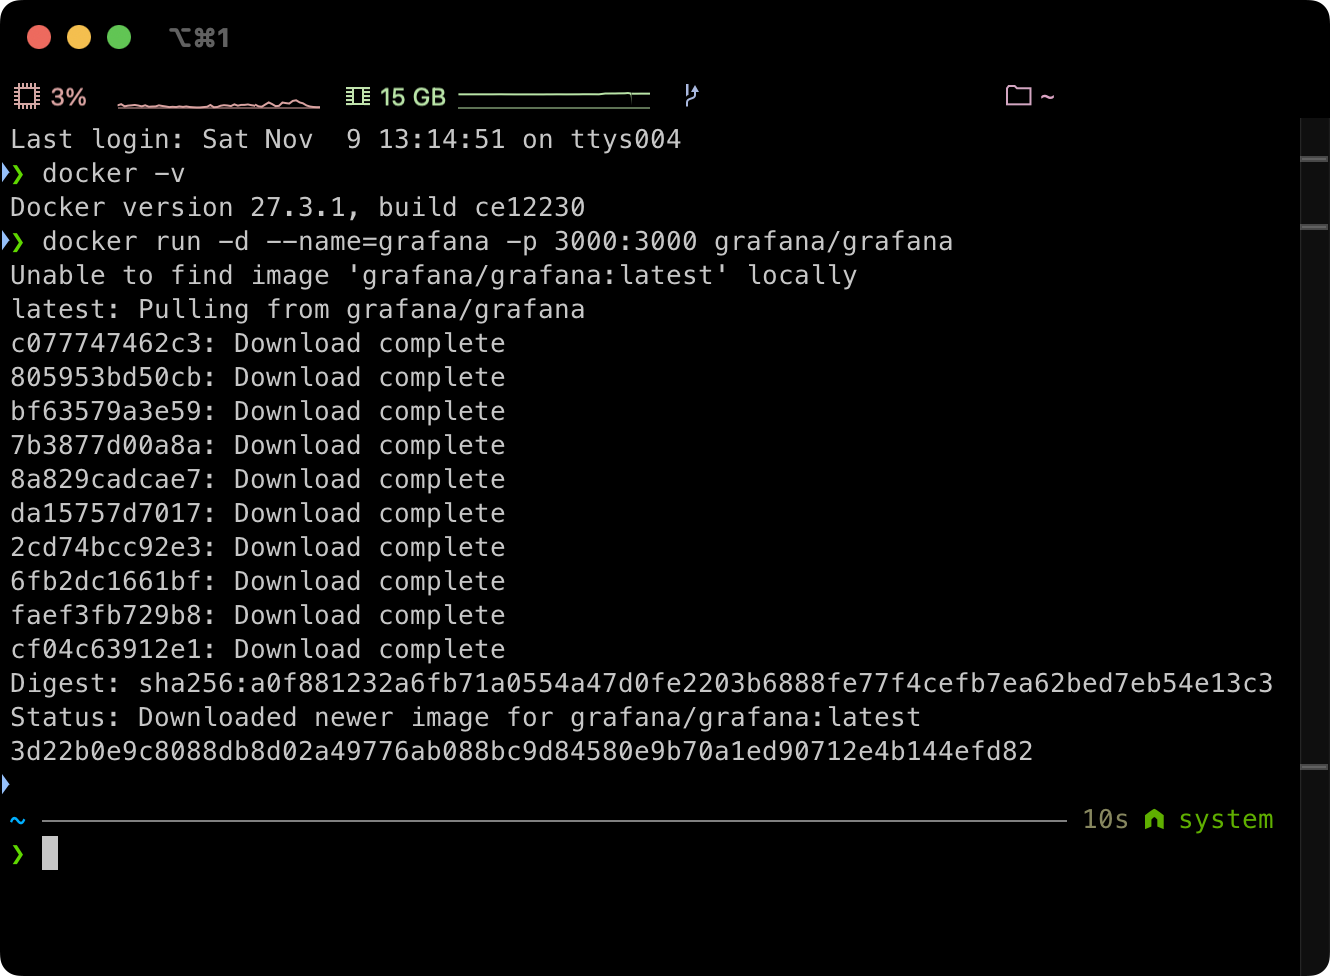 ⌥⌘1
3% 15 GB ~
Last login: Sat Nov  9 13:14:51 on ttys004
❯ docker -v
Docker version 27.3.1, build ce12230
❯ docker run -d --name=grafana -p 3000:3000 grafana/grafana
Unable to find image 'grafana/grafana:latest' locally
latest: Pulling from grafana/grafana
c077747462c3: Download complete
805953bd50cb: Download complete
bf63579a3e59: Download complete
7b3877d00a8a: Download complete
8a829cadcae7: Download complete
da15757d7017: Download complete
2cd74bcc92e3: Download complete
6fb2dc1661bf: Download complete
faef3fb729b8: Download complete
cf04c63912e1: Download complete
Digest: sha256:a0f881232a6fb71a0554a47d0fe2203b6888fe77f4cefb7ea62bed7eb54e13c3
Status: Downloaded newer image for grafana/grafana:latest
3d22b0e9c8088db8d02a49776ab088bc9d84580e9b70a1ed90712e4b144efd82
~ 10s system
❯